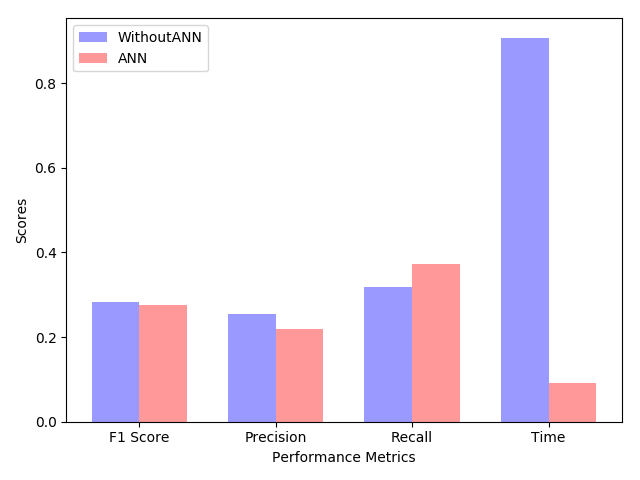 WithoutANN
ANN
0.8
0.6
0.4
0.2
0.0
Scores
F1 Score
Precision
Recall
Time
Performance Metrics